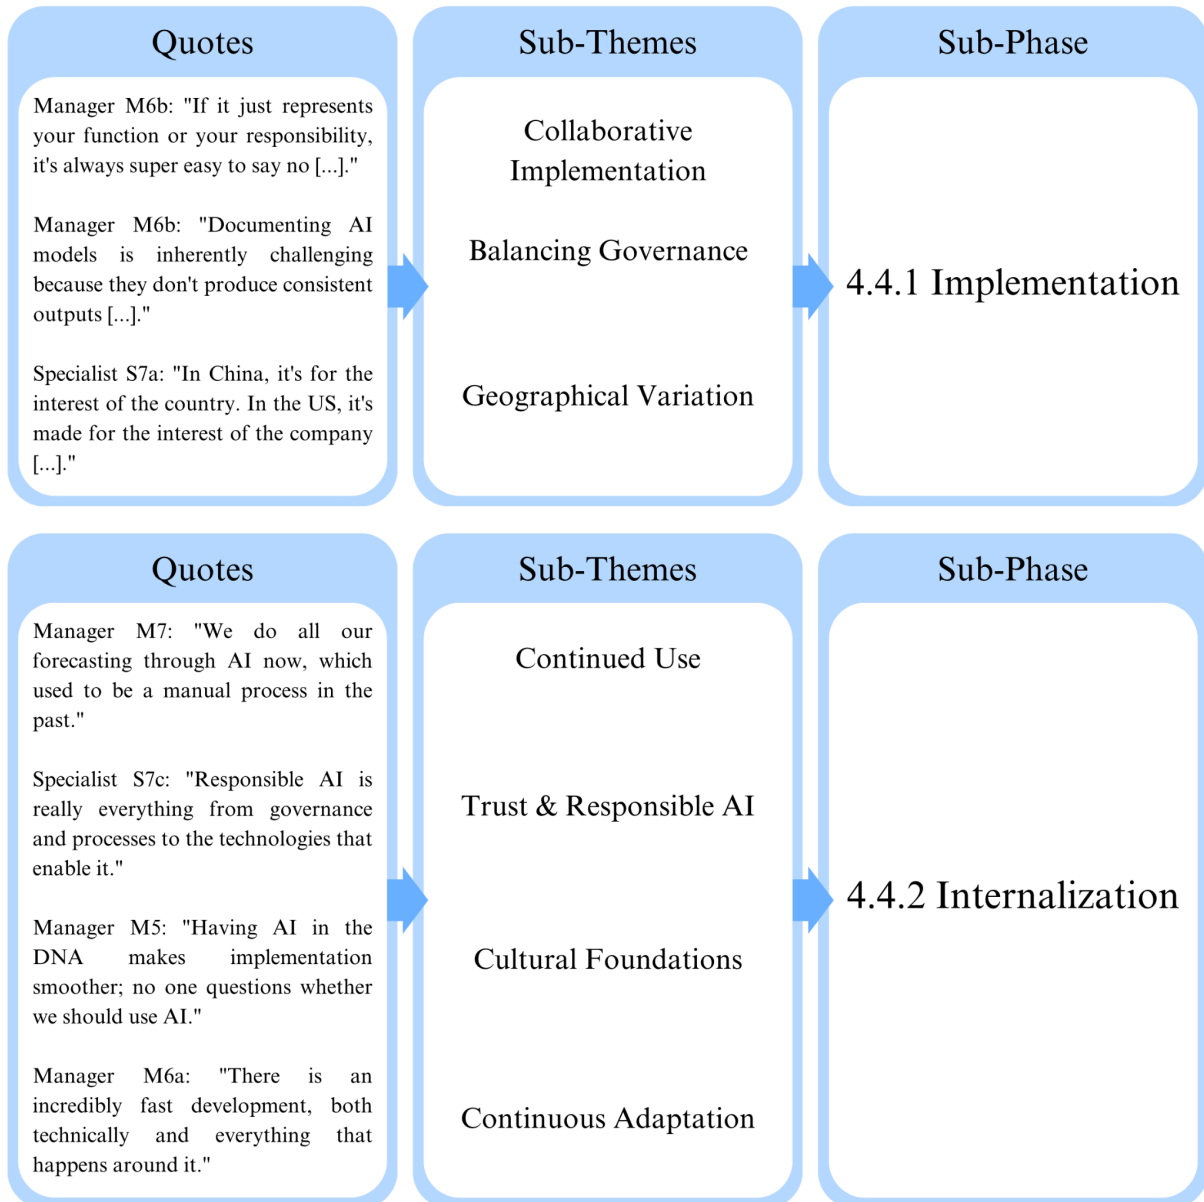 Quotes
Manager M6b: "If it just represents
your function or your responsibility,
it's always super easy to say no [...]."
Manager M6b: "Documenting AI
models is inherently challenging
because they don't produce consistent
outputs [...]."
Specialist S7a: "In China, it's for the
interest of the country. In the US, it's
made for the interest of the company
[...]."
Sub-Themes
Collaborative
Implementation
Balancing Governance
Geographical Variation
Sub-Phase
4.4.1 Implementation
Quotes
Manager M7: "We do all our
forecasting through AI now, which
used to be a manual process in the
past."
Specialist S7c: "Responsible AI is
really everything from governance
and processes to the technologies that
enable it."
Manager M5: "Having AI in the
DNA makes implementation
smoother; no one questions whether
we should use AI."
Manager M6a: "There is an
incredibly fast development, both
technically and everything that
happens around it."
Sub-Themes
Continued Use
Trust & Responsible AI
Cultural Foundations
Continuous Adaptation
Sub-Phase
4.4.2 Internalization